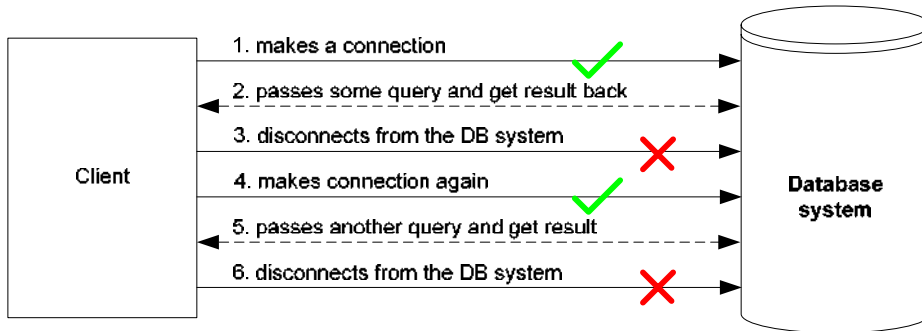 1. makes a connection
2. passes some query and get result back
3. disconnects from the DB system
Client
4. makes connection again
Database
system
5. passes another query and get result
6. disconnects from the DB system